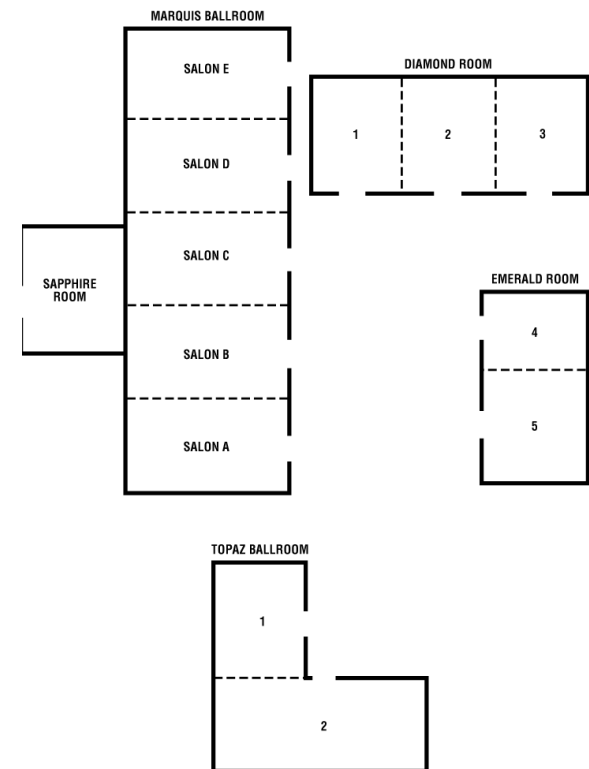 MARQUIS BALLROOM
SALON E
SALON D
SALON C
SALON B
SALON A
SAPPHIRE
ROOM
DIAMOND ROOM
1
2
3
EMERALD ROOM
4
5
TOPAZ BALLROOM
1
2